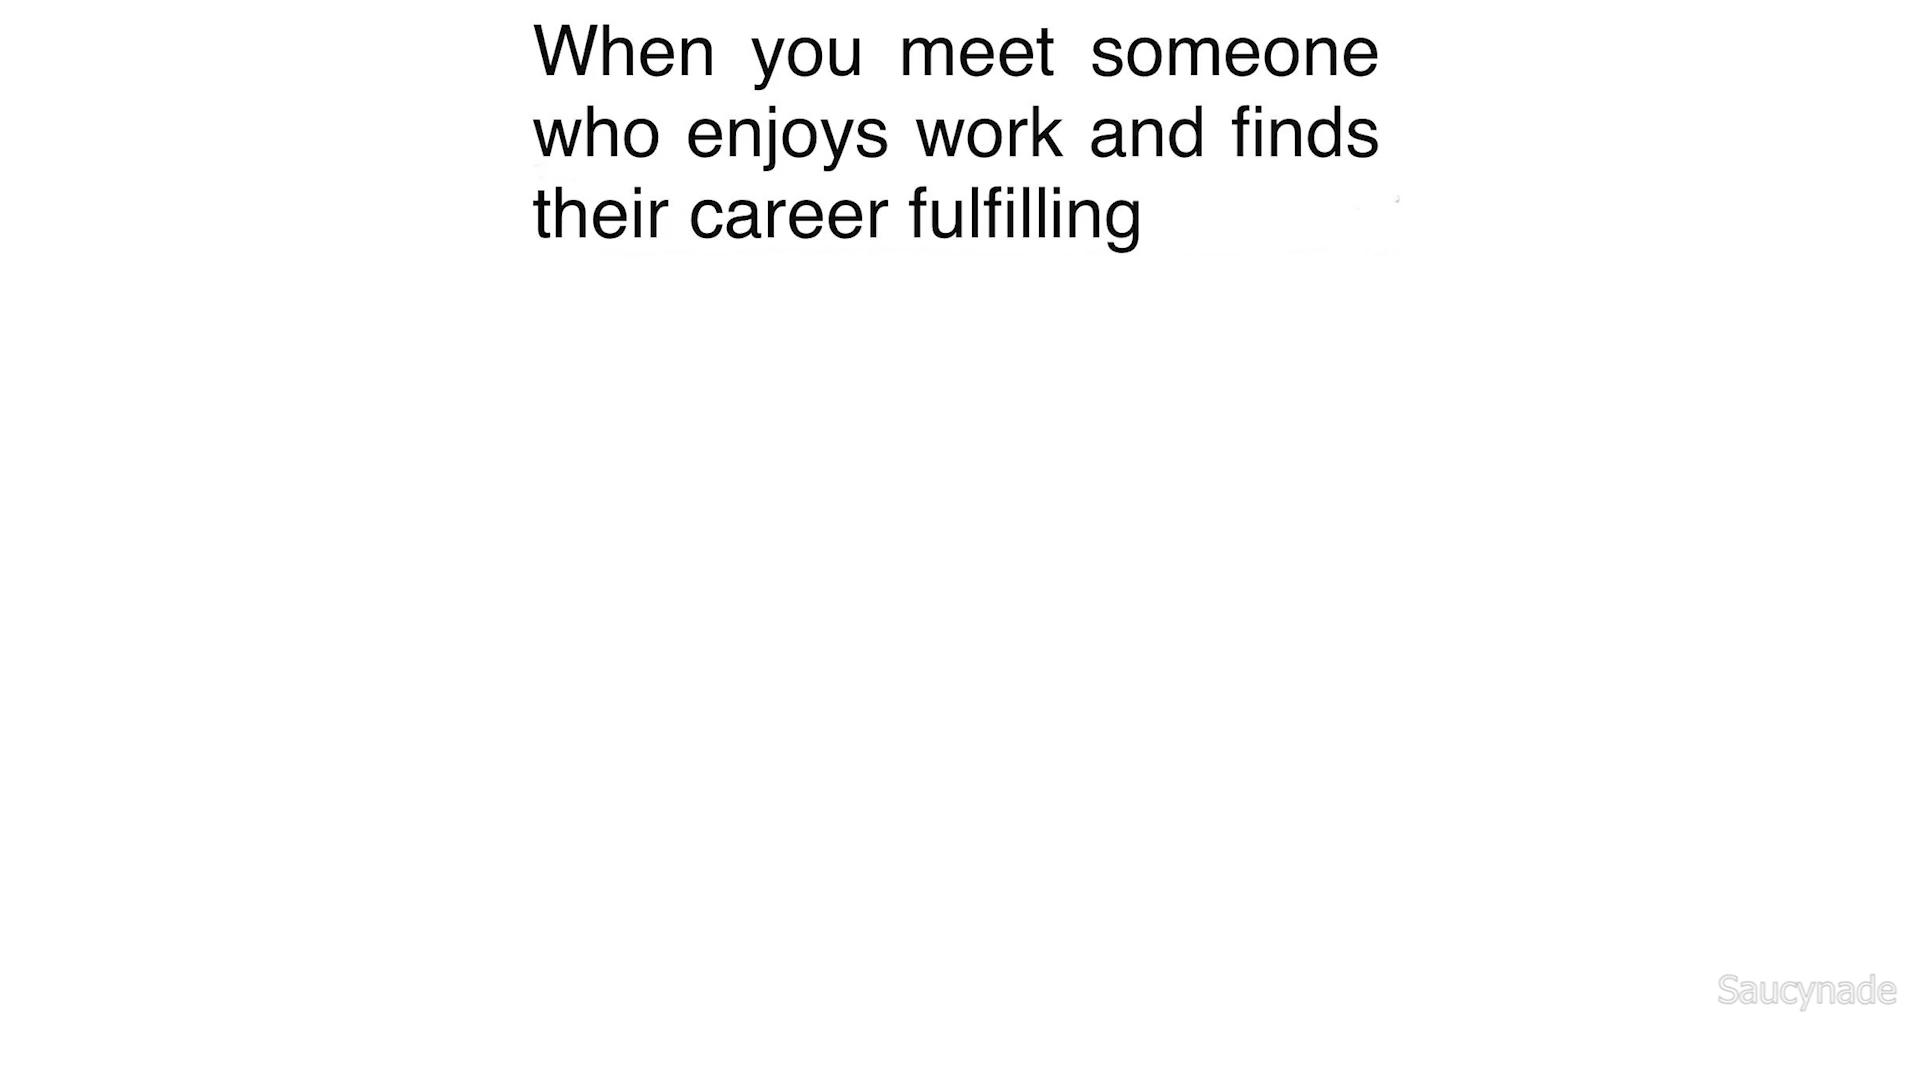 When you meet someone
who enjoys work and finds
their career fulfilling
Saucynade